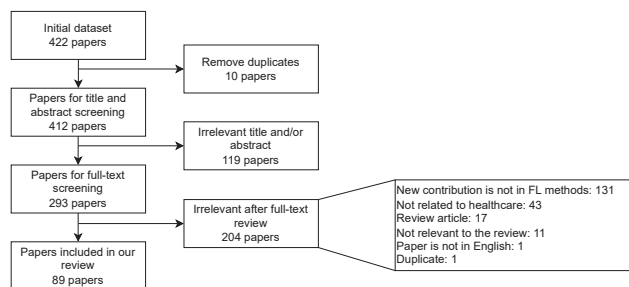 Initial dataset
422 papers
Remove duplicates
10 papers
Papers for title and
abstract screening
412 papers
Irrelevant title and/or
abstract
119 papers
Papers for full-text
screening
293 papers
Irrelevant after full-text
review
204 papers
New contribution is not in FL methods: 131
Not related to healthcare: 43
Review article: 17
Not relevant to the review: 11
Paper is not in English: 1
Duplicate: 1
Papers included in our
review
89 papers